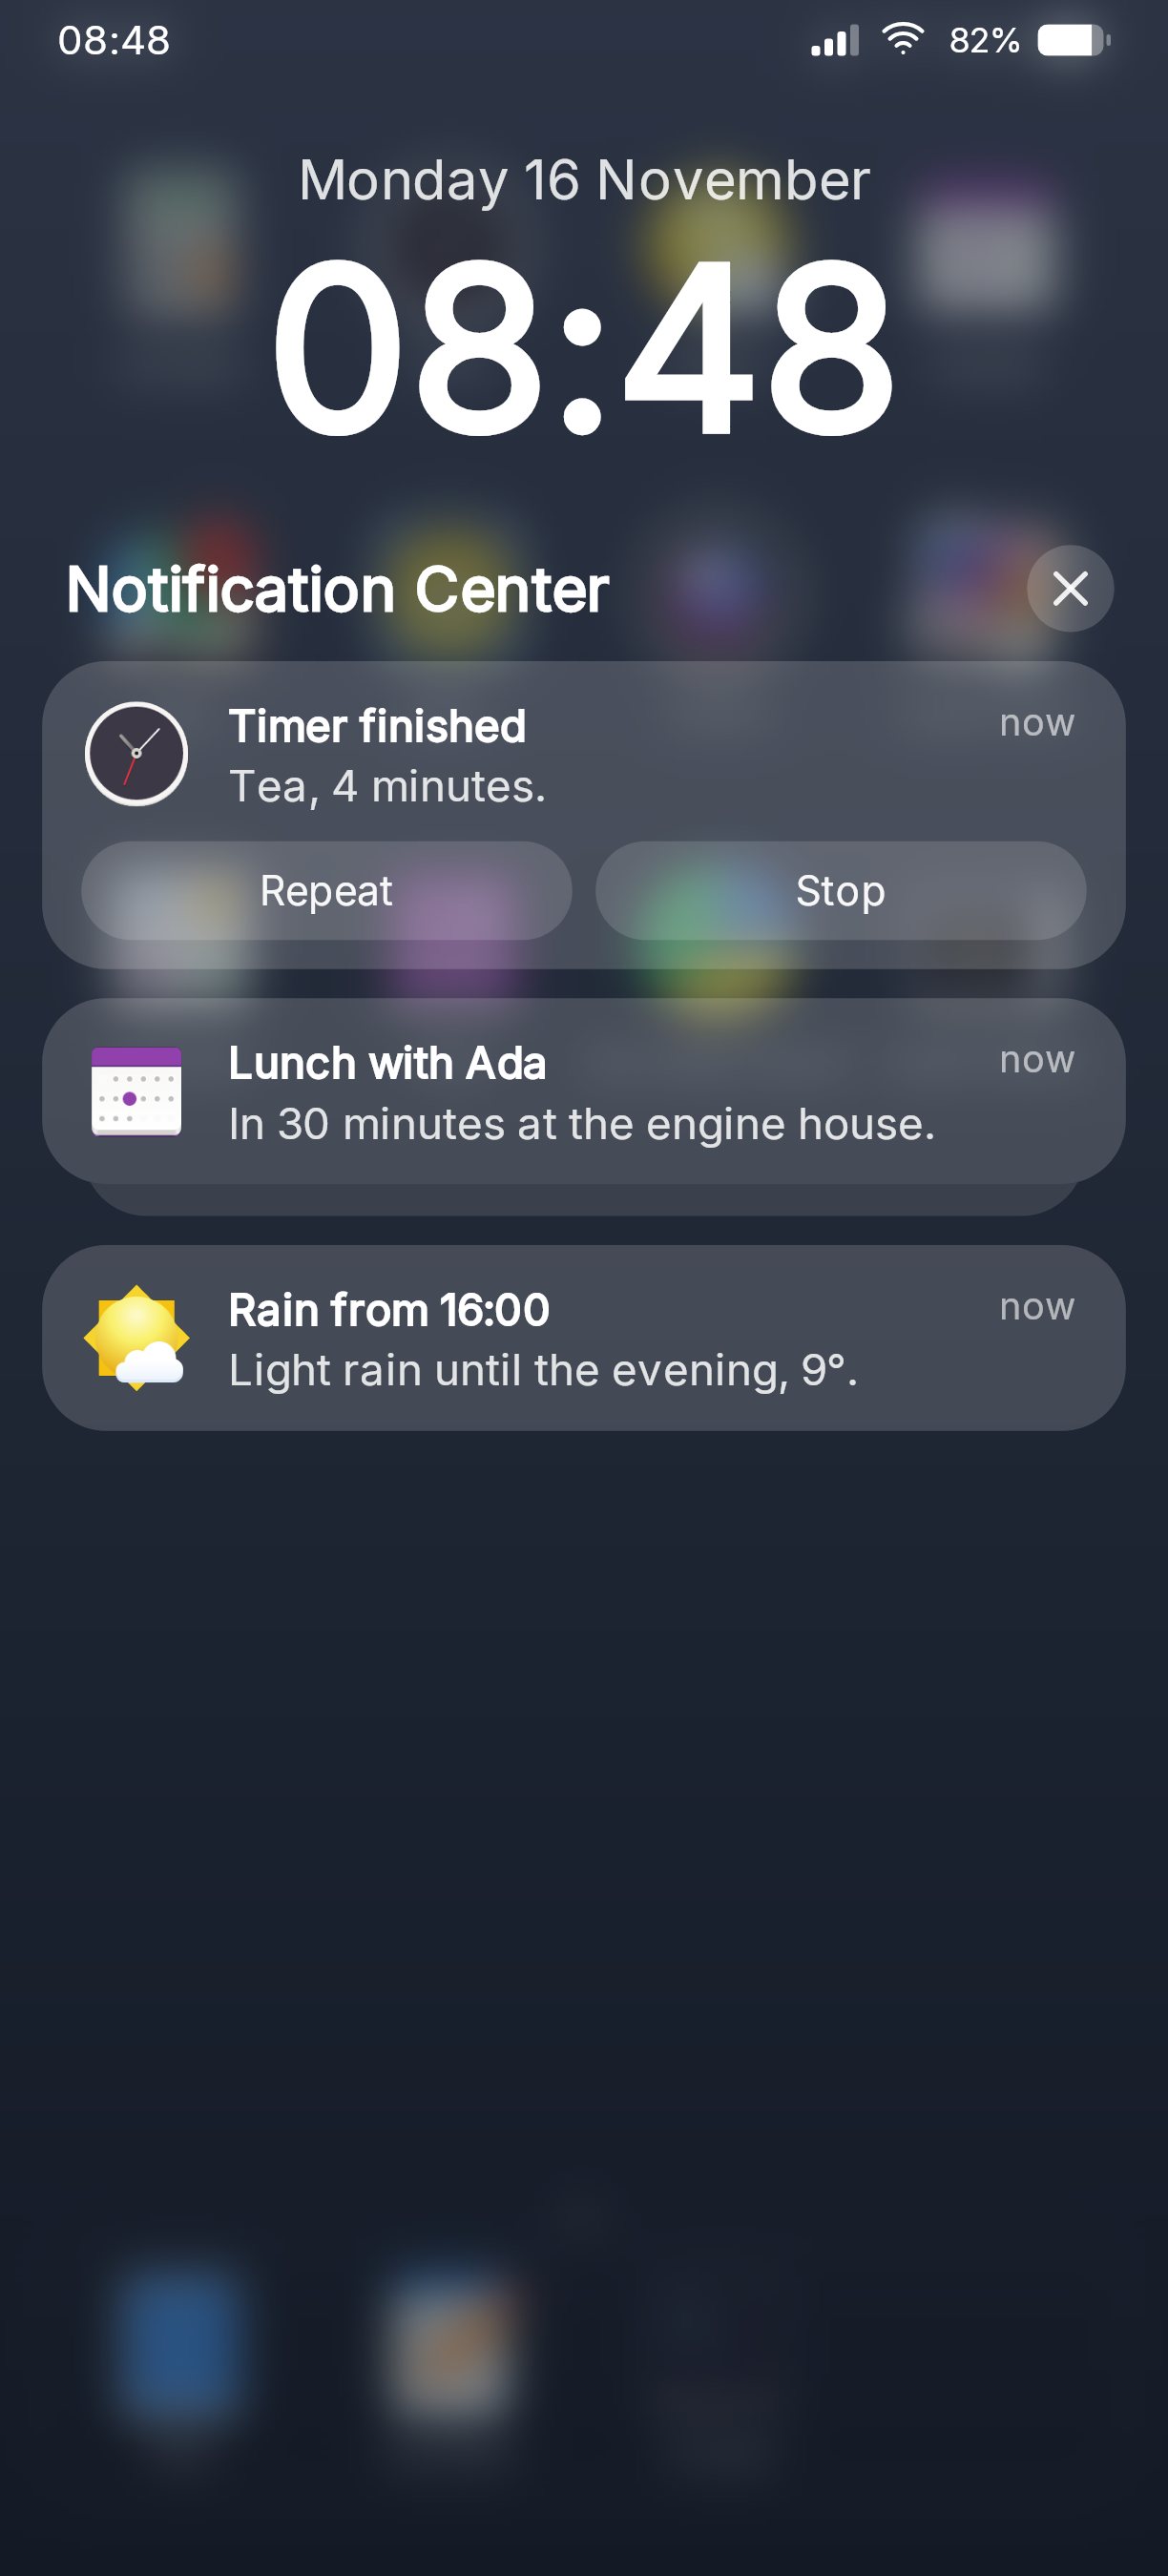 08:48 82%
Monday 16 November
08:48
Notification Center
Timer finished now
Tea, 4 minutes.
Repeat Stop
Lunch with Ada now
In 30 minutes at the engine house.
Rain from 16:00 now
Light rain until the evening, 9°.